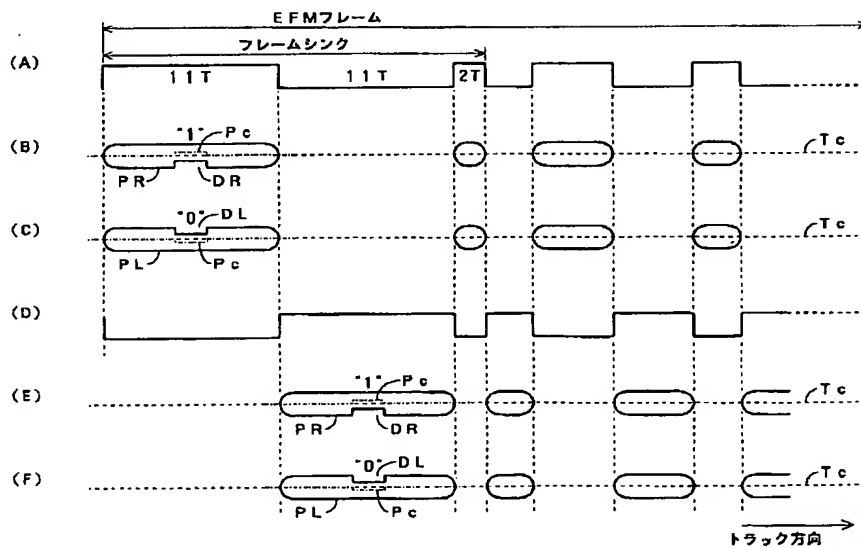 EFMフレーム
フレームシンク
(A)
11T
11T
2T
(B)
"1"
Pc
Tc
PR
DR
(C)
"0"
DL
Tc
PL
Pc
(D)
(E)
"1"
Pc
Tc
PR
DR
(F)
"0"
DL
Tc
PL
Pc
トラック方向